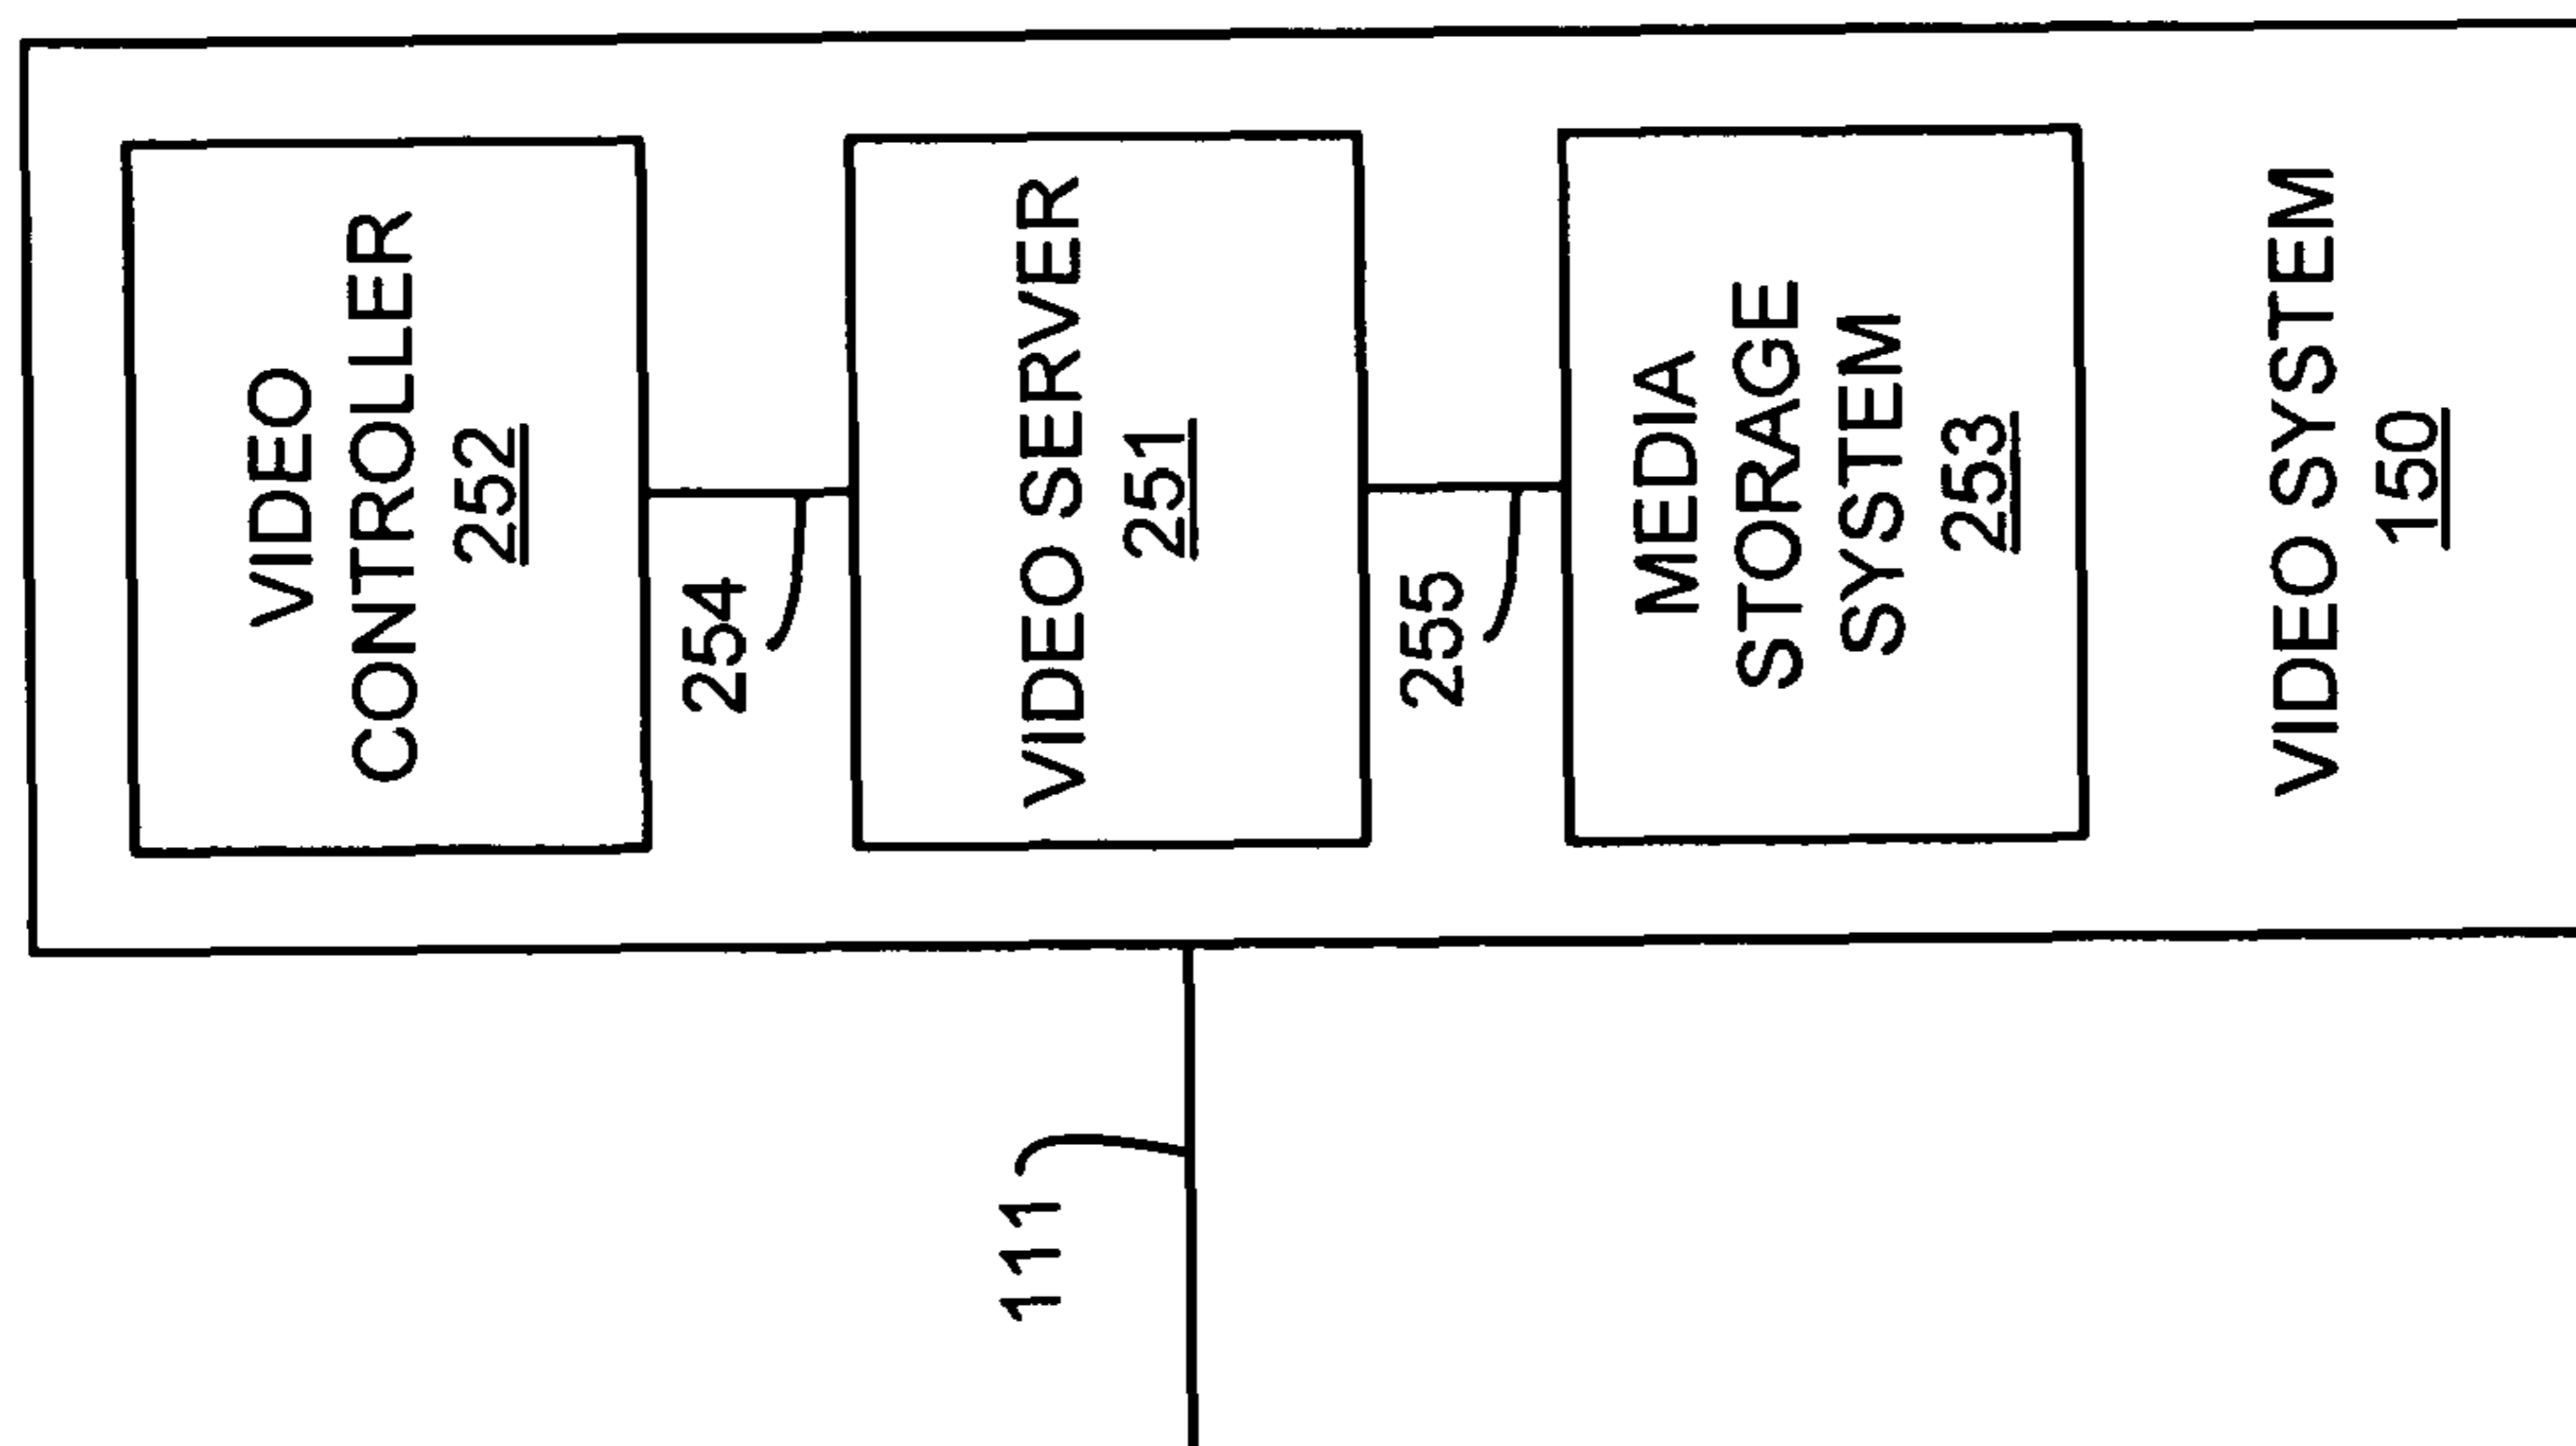 VIDEO
CONTROLLER
252
254
VIDEO SERVER
251
255
MEDIA
STORAGE
SYSTEM
253
VIDEO SYSTEM
150
111